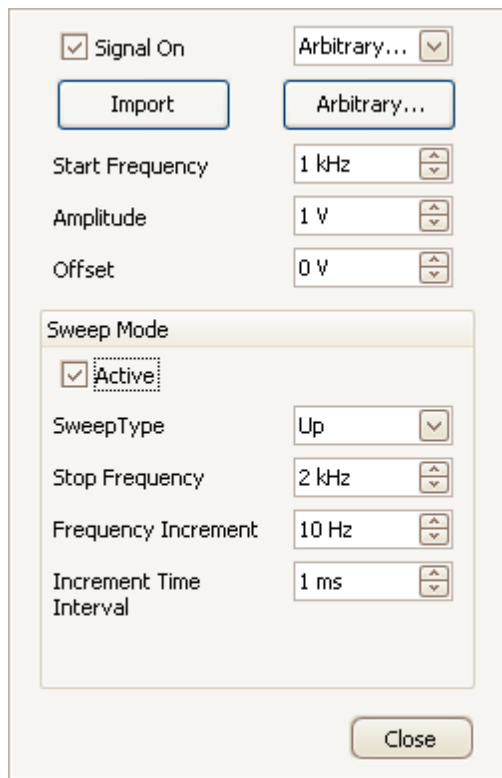 Signal On Arbitrary...
Import Arbitrary...
Start Frequency 1 kHz
Amplitude 1 V
Offset 0 V
Sweep Mode
Active
SweepType Up
Stop Frequency 2 kHz
Frequency Increment 10 Hz
Increment Time 1 ms
Interval
Close